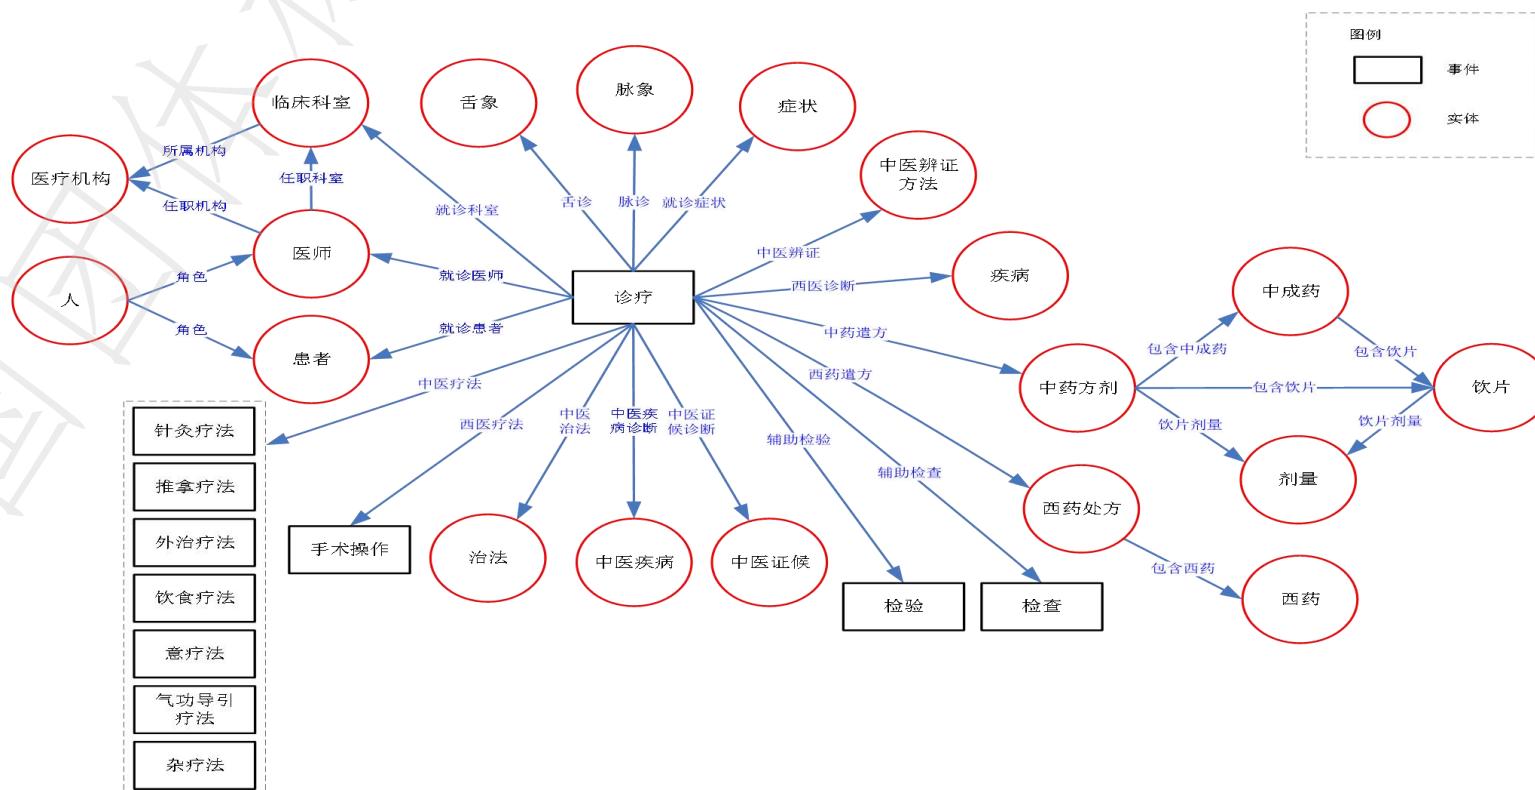 图例
事件
实体
临床科室
舌象
脉象
症状
所属机构
医疗机构
任职科室
中医辨证
方法
任职机构
就诊科室
舌诊
脉诊
就诊症状
医师
中医辨证
角色
就诊医师
疾病
人
诊疗
西医诊断
中成药
角色
就诊患者
中药遣方
包含中成药
包含饮片
患者
西药遣方
中医疗法
中药方剂
包含饮片
饮片
针灸疗法
西医疗法
中医
治法
中医疾
病诊断
中医证
候诊断
辅助检验
饮片剂量
饮片剂量
辅助检查
推拿疗法
剂量
西药处方
外治疗法
手术操作
治法
中医疾病
中医证候
包含西药
饮食疗法
检验
检查
西药
意疗法
气功导引
疗法
杂疗法
国团体标